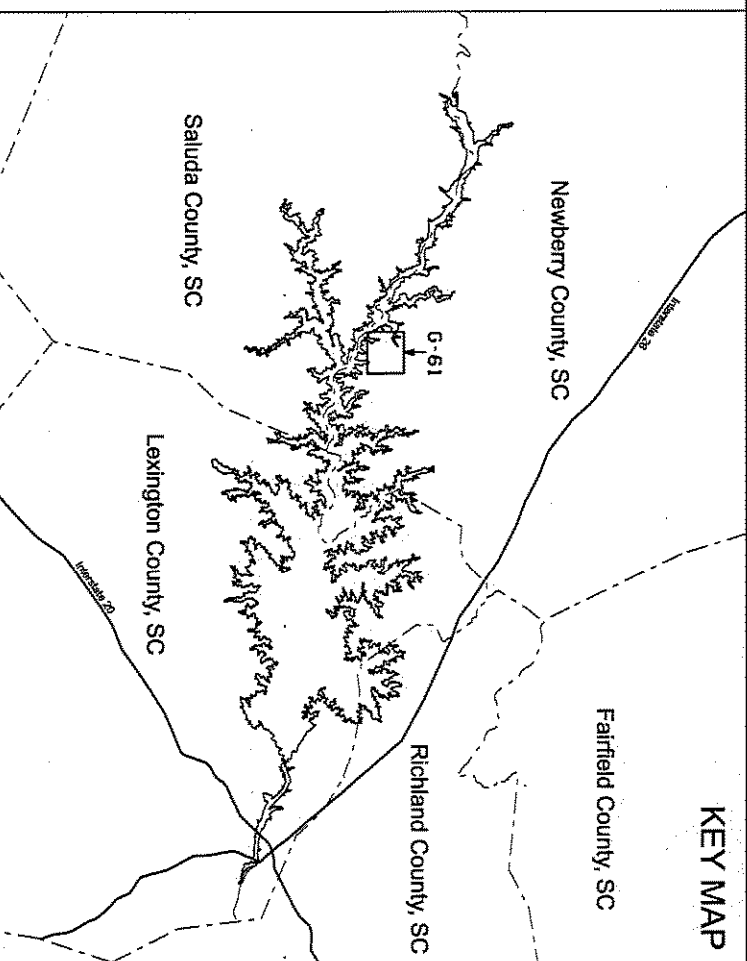 KEY MAP
Fairfield County, SC
Newberry County, SC
Interstate 26
Richland County, SC
G-61
Saluda County, SC
Lexington County, SC
Interstate 20